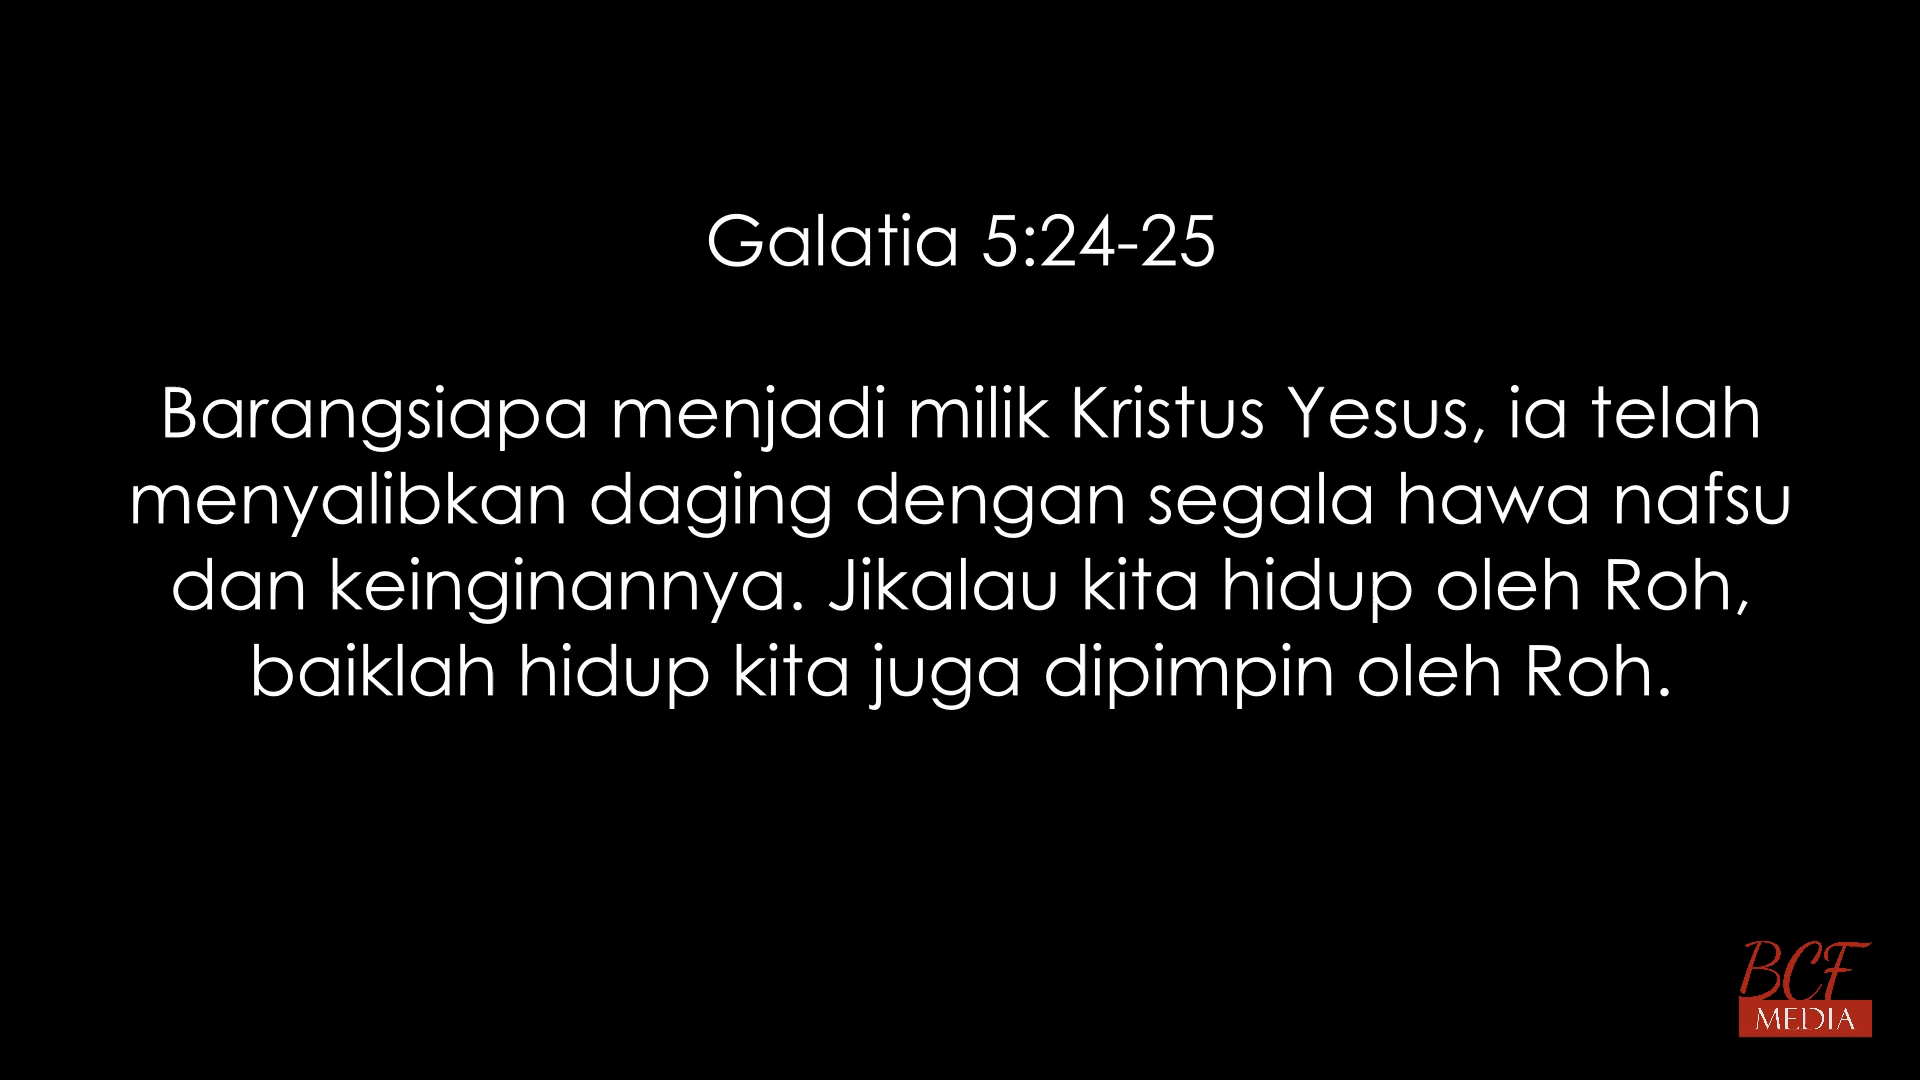 Galatia 5:24-25
Barangsiapa menjadi milik Kristus Yesus, ia telah
menyalibkan daging dengan segala hawa nafsu
dan keinginannya. Jikalau kita hidup oleh Roh,
baiklah hidup kita juga dipimpin oleh Roh.
BCF
MEDIA